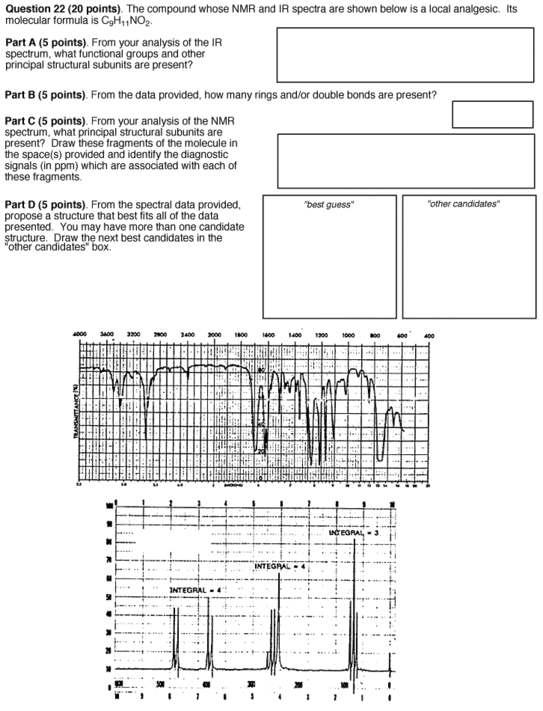 Question 22 (20 points). The compound whose NMR and IR spectra are shown below is a local analgesic. Its
molecular formula is C₉H₁₁NO₂.
Part A (5 points). From your analysis of the IR
spectrum, what functional groups and other
principal structural subunits are present?
Part B (5 points). From the data provided, how many rings and/or double bonds are present?
Part C (5 points). From your analysis of the NMR
spectrum, what principal structural subunits are
present? Draw these fragments of the molecule in
the space(s) provided and identify the diagnostic
signals (in ppm) which are associated with each of
these fragments.
Part D (5 points). From the spectral data provided,
propose a structure that best fits all of the data
presented. You may have more than one candidate
structure. Draw the next best candidates in the
"other candidates" box.
"best guess"
"other candidates"
4000 3600 3200 2800 2400 2000 1800 1600 1400 1200 1000 800 600 400
TRANSMITTANCE (%)
INTEGRAL = 3
INTEGRAL = 4
INTEGRAL = 4